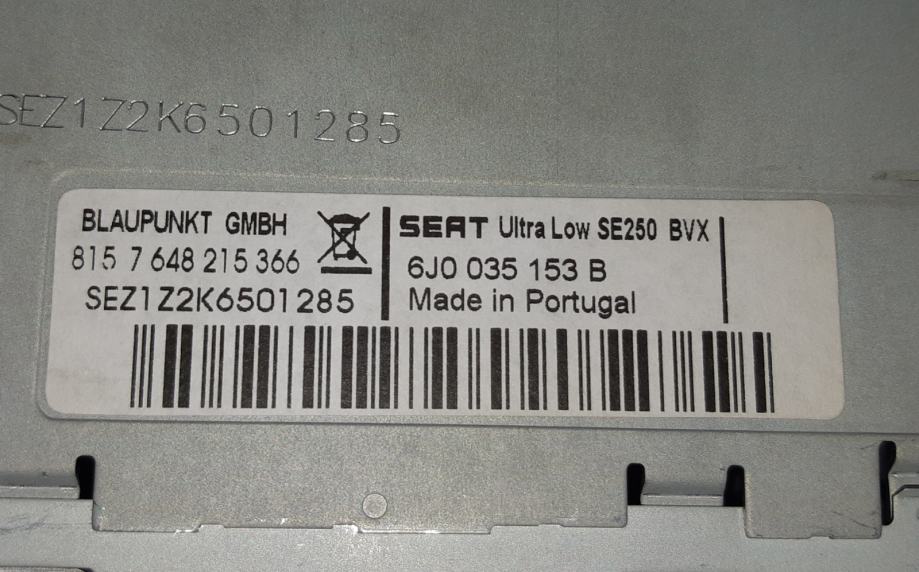 SEZ1Z2K6501285
BLAUPUNKT GMBH
815 7 648 215 366
SEZ1Z2K6501285
SEAT Ultra Low SE250 BVX
6J0 035 153 B
Made in Portugal